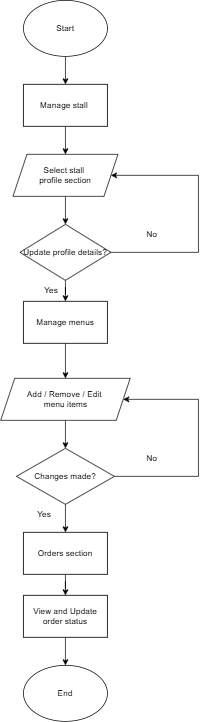 Start
Manage stall
Select stall
profile section
Update profile details?
No
Yes
Manage menus
Add / Remove / Edit
menu items
Changes made?
No
Yes
Orders section
View and Update
order status
End